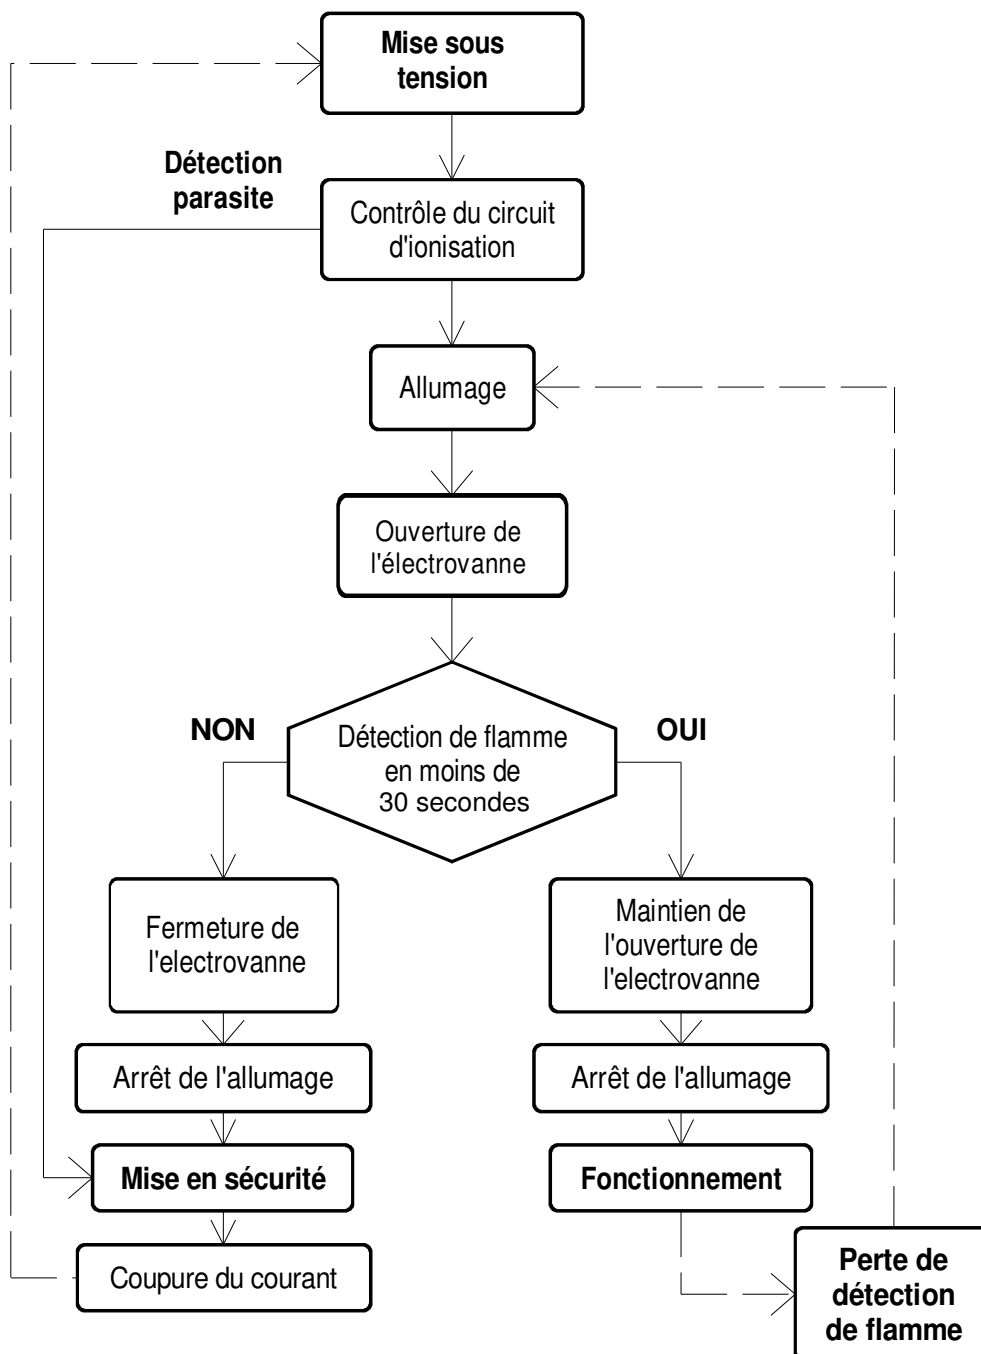 Mise sous
tension
Détection
parasite
Contrôle du circuit
d'ionisation
Allumage
Ouverture de
l'électrovanne
NON
OUI
Détection de flamme
en moins de
30 secondes
Fermeture de
l'electrovanne
Maintien de
l'ouverture de
l'electrovanne
Arrêt de l'allumage
Arrêt de l'allumage
Mise en sécurité
Fonctionnement
Coupure du courant
Perte de
détection
de flamme